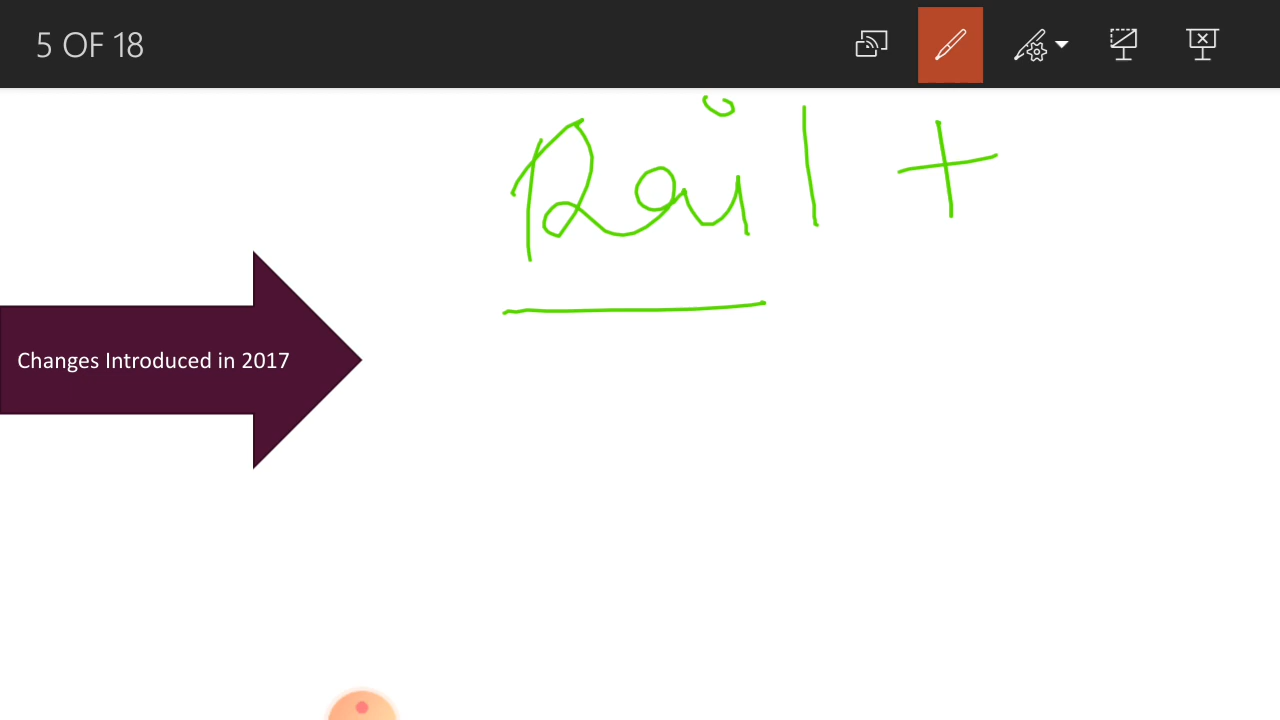 5 OF 18
Rail +
Changes Introduced in 2017